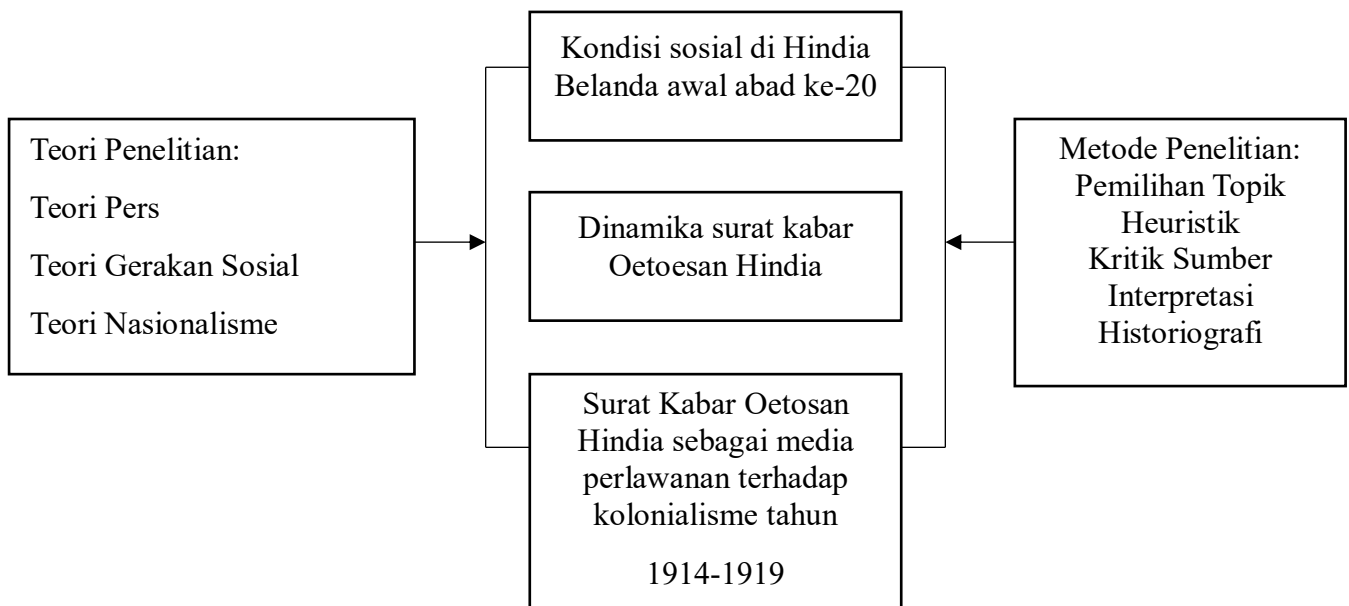 Teori Penelitian:
Teori Pers
Teori Gerakan Sosial
Teori Nasionalisme
Kondisi sosial di Hindia
Belanda awal abad ke-20
Dinamika surat kabar
Oetoesan Hindia
Surat Kabar Oetosan
Hindia sebagai media
perlawanan terhadap
kolonialisme tahun
1914-1919
Metode Penelitian:
Pemilihan Topik
Heuristik
Kritik Sumber
Interpretasi
Historiografi